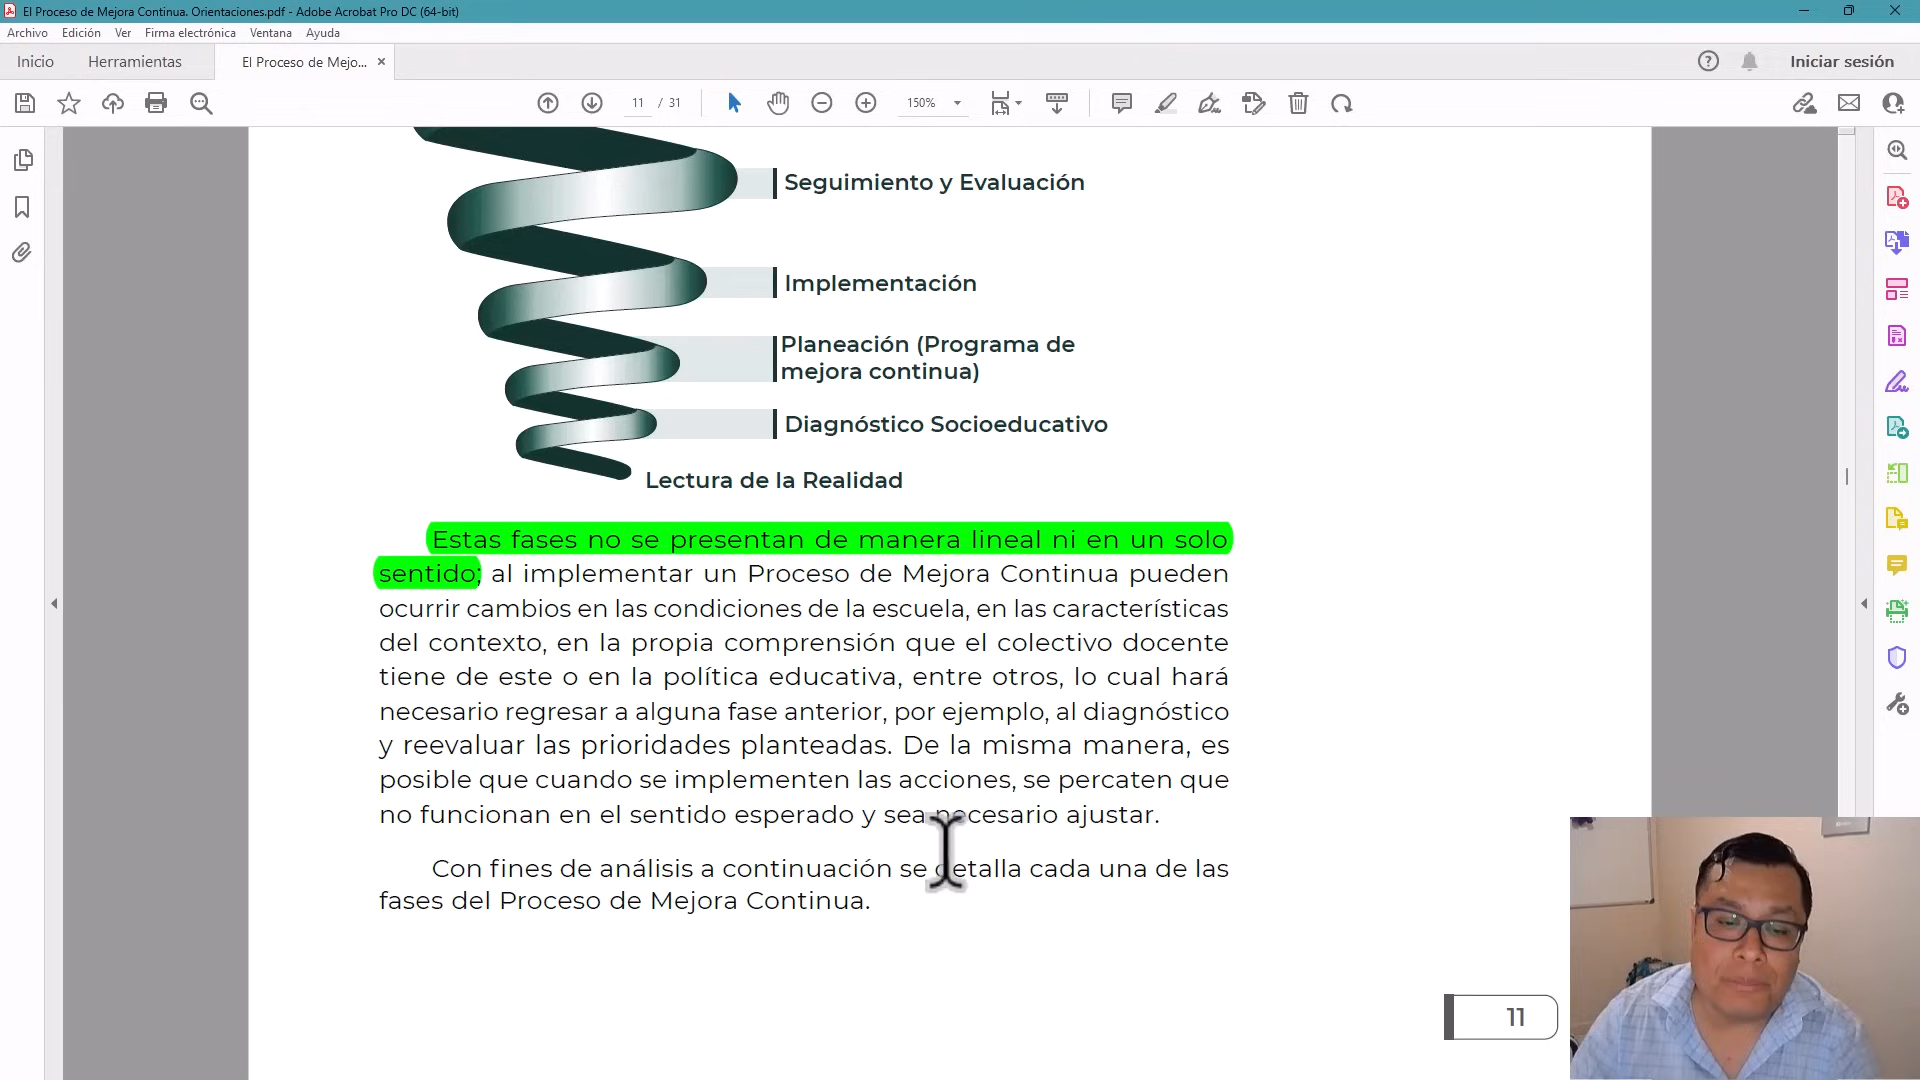 El Proceso de Mejora Continua. Orientaciones.pdf - Adobe Acrobat Pro DC (64-bit)
Archivo Edición Ver Firma electrónica Ventana Ayuda
Inicio Herramientas El Proceso de Mejo... Iniciar sesión
11 / 31 150%
Seguimiento y Evaluación
Implementación
Planeación (Programa de
mejora continua)
Diagnóstico Socioeducativo
Lectura de la Realidad
Estas fases no se presentan de manera lineal ni en un solo
sentido; al implementar un Proceso de Mejora Continua pueden
ocurrir cambios en las condiciones de la escuela, en las características
del contexto, en la propia comprensión que el colectivo docente
tiene de este o en la política educativa, entre otros, lo cual hará
necesario regresar a alguna fase anterior, por ejemplo, al diagnóstico
y reevaluar las prioridades planteadas. De la misma manera, es
posible que cuando se implementen las acciones, se percaten que
no funcionan en el sentido esperado y sea necesario ajustar.
Con fines de análisis a continuación se detalla cada una de las
fases del Proceso de Mejora Continua.
11